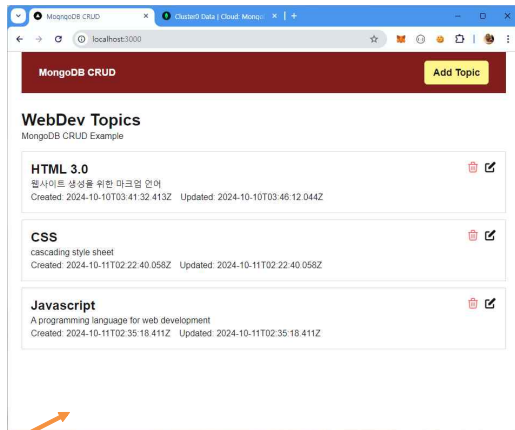 MoqnqoDB CRUD
Cluster0 Data | Cloud: Mongo
localhost:3000
MongoDB CRUD
Add Topic
WebDev Topics
MongoDB CRUD Example
HTML 3.0
웹사이트 생성을 위한 마크업 언어
Created: 2024-10-10T03:41:32.413Z Updated: 2024-10-10T03:46:12.044Z
CSS
cascading style sheet
Created: 2024-10-11T02:22:40.058Z Updated: 2024-10-11T02:22:40.058Z
Javascript
A programming language for web development
Created: 2024-10-11T02:35:18.411Z Updated: 2024-10-11T02:35:18.411Z